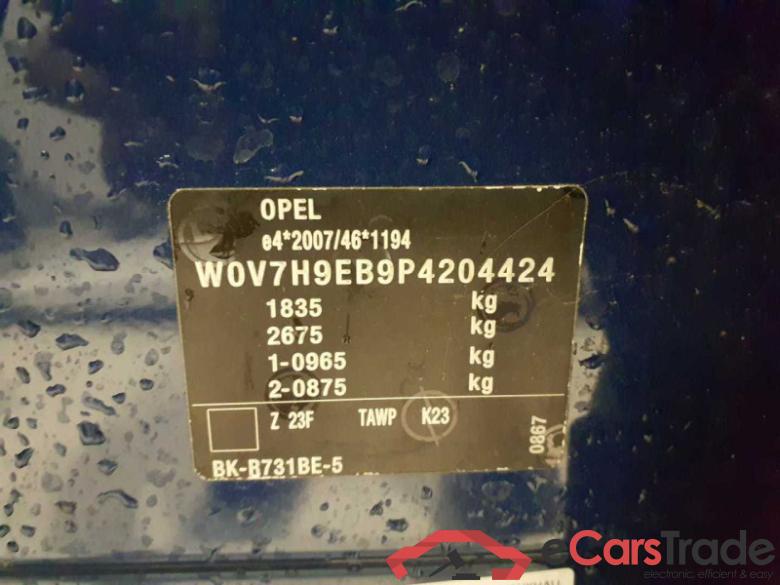 OPEL
e4*2007/46*1194
W0V7H9EB9P4204424
1835 kg
2675 kg
1-0965 kg
2-0875 kg
Z 23F TAWP K23
0867
BK-B731BE-5
eCarsTrade
electronic, efficient & easy